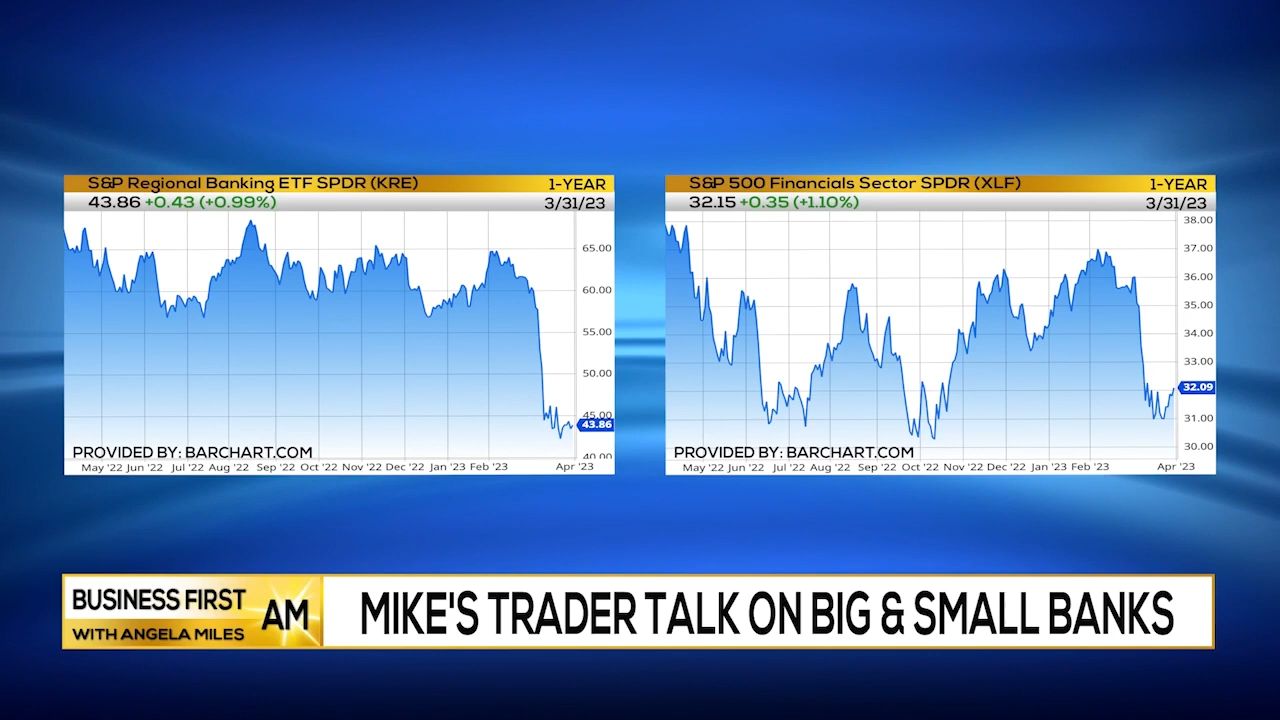 S&P Regional Banking ETF SPDR (KRE) 1-YEAR
43.86 +0.43 (+0.99%) 3/31/23
65.00
60.00
55.00
50.00
45.00
43.86
40.00
PROVIDED BY: BARCHART.COM
May '22 Jun '22 Jul '22 Aug '22 Sep '22 Oct '22 Nov '22 Dec '22 Jan '23 Feb '23 Apr '23
S&P 500 Financials Sector SPDR (XLF) 1-YEAR
32.15 +0.35 (+1.10%) 3/31/23
38.00
37.00
36.00
35.00
34.00
33.00
32.09
31.00
30.00
PROVIDED BY: BARCHART.COM
May '22 Jun '22 Jul '22 Aug '22 Sep '22 Oct '22 Nov '22 Dec '22 Jan '23 Feb '23 Apr '23
BUSINESS FIRST AM
WITH ANGELA MILES
MIKE'S TRADER TALK ON BIG & SMALL BANKS